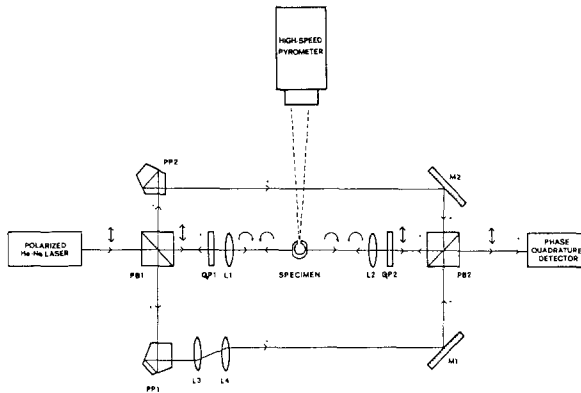 HIGH-SPEED
PYROMETER
PP2
M2
POLARIZED
He-Ne LASER
PB1
QP1
L1
SPECIMEN
L2
QP2
PB2
PHASE
QUADRATURE
DETECTOR
PP1
L3
L4
M1